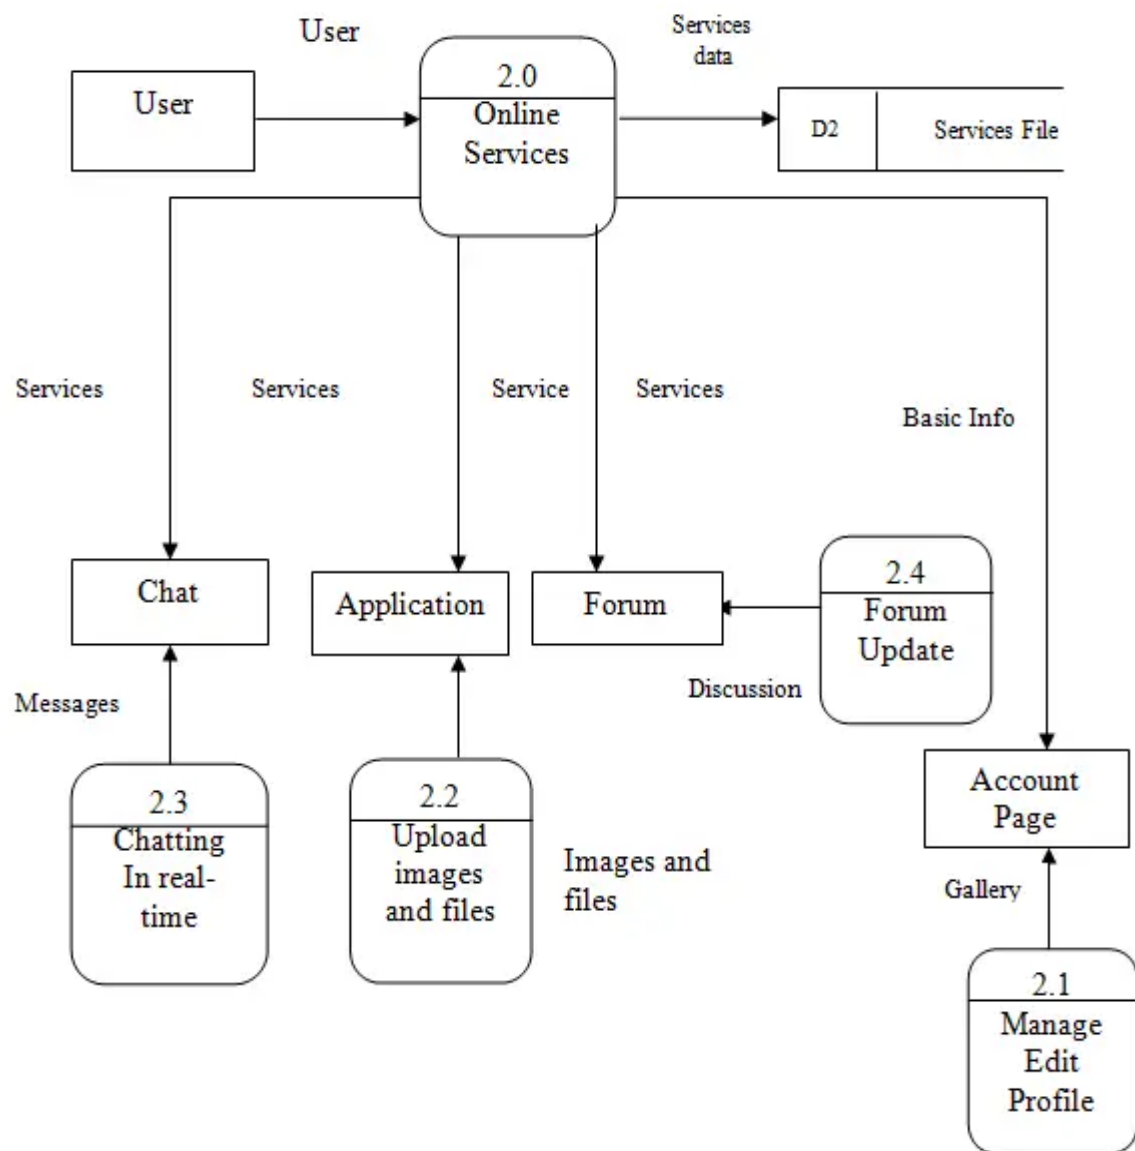 User
Services
data
User
2.0
Online
Services
D2
Services File
Services
Services
Service
Services
Basic Info
Chat
Application
Forum
2.4
Forum
Update
Messages
Discussion
2.3
Chatting
In real-
time
2.2
Upload
images
and files
Images and
files
Account
Page
Gallery
2.1
Manage
Edit
Profile